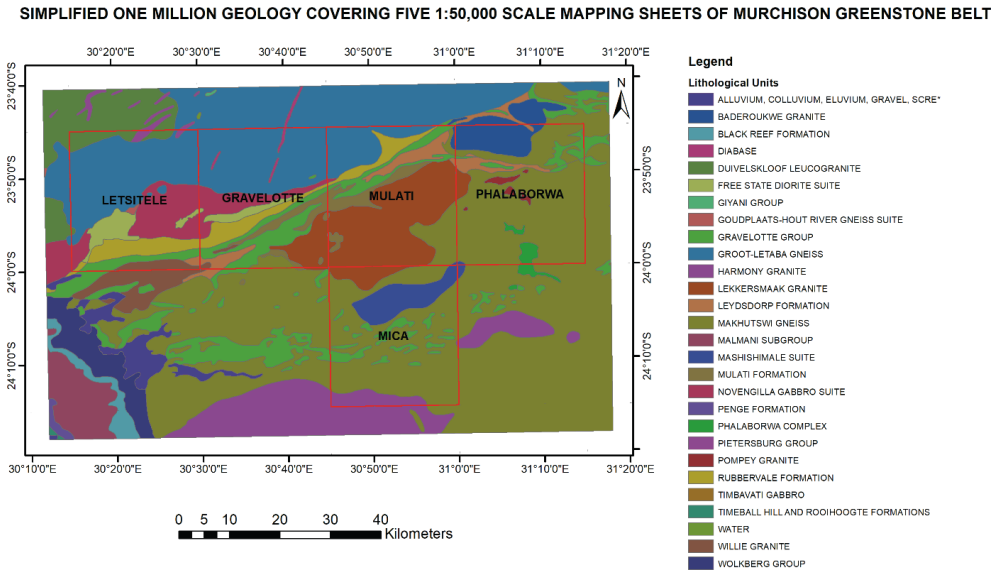 SIMPLIFIED ONE MILLION GEOLOGY COVERING FIVE 1:50,000 SCALE MAPPING SHEETS OF MURCHISON GREENSTONE BELT
30°20'0"E 30°30'0"E 30°40'0"E 30°50'0"E 31°0'0"E 31°10'0"E 31°20'0"E
N
23°40'0"S
23°50'0"S 23°50'0"S
LETSITELE GRAVELOTTE MULATI PHALABORWA
24°0'0"S 24°0'0"S
MICA
24°10'0"S 24°10'0"S
30°10'0"E 30°20'0"E 30°30'0"E 30°40'0"E 30°50'0"E 31°0'0"E 31°10'0"E 31°20'0"E
0 5 10 20 30 40
Kilometers
Legend
Lithological Units
ALLUVIUM, COLLUVIUM, ELUVIUM, GRAVEL, SCRE*
BADEROUKWE GRANITE
BLACK REEF FORMATION
DIABASE
DUIVELSKLOOF LEUCOGRANITE
FREE STATE DIORITE SUITE
GIYANI GROUP
GOUDPLAATS-HOUT RIVER GNEISS SUITE
GRAVELOTTE GROUP
GROOT-LETABA GNEISS
HARMONY GRANITE
LEKKERSMAAK GRANITE
LEYDSDORP FORMATION
MAKHUTSWI GNEISS
MALMANI SUBGROUP
MASHISHIMALE SUITE
MULATI FORMATION
NOVENGILLA GABBRO SUITE
PENGE FORMATION
PHALABORWA COMPLEX
PIETERSBURG GROUP
POMPEY GRANITE
RUBBERVALE FORMATION
TIMBAVATI GABBRO
TIMEBALL HILL AND ROOIHOOGTE FORMATIONS
WATER
WILLIE GRANITE
WOLKBERG GROUP